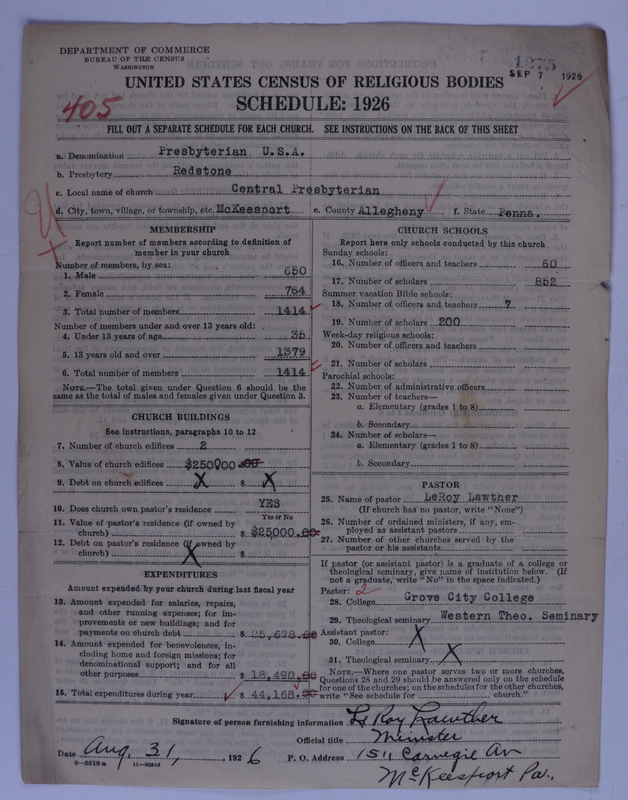 DEPARTMENT OF COMMERCE
BUREAU OF THE CENSUS
WASHINGTON
1275
SEP 7 1926
UNITED STATES CENSUS OF RELIGIOUS BODIES
SCHEDULE: 1926
405
FILL OUT A SEPARATE SCHEDULE FOR EACH CHURCH. SEE INSTRUCTIONS ON THE BACK OF THIS SHEET
a. Denomination Presbyterian U.S.A.
b. Presbytery Redstone
c. Local name of church Central Presbyterian
d. City, town, village, or township, etc. McKeesport e. County Allegheny f. State Penna.
MEMBERSHIP
Report number of members according to definition of
member in your church
Number of members, by sex:
1. Male 650
2. Female 764
3. Total number of members 1414
Number of members under and over 13 years old:
4. Under 13 years of age 35
5. 13 years old and over 1379
6. Total number of members 1414
NOTE.—The total given under Question 6 should be
same as the total of males and females given under Question 3.
CHURCH BUILDINGS
See instructions, paragraphs 10 to 12
7. Number of church edifices 2
8. Value of church edifices $250000.00
9. Debt on church edifices X $ X
10. Does church own pastor's residence YES
Yes or No
11. Value of pastor's residence (if owned by
church) $ $25000.00
12. Debt on pastor's residence (if owned by
church) X $
EXPENDITURES
Amount expended by your church during last fiscal year
13. Amount expended for salaries, repairs,
and other running expenses; for im-
provements or new buildings; and for
payments on church debt $ 25,678.00
14. Amount expended for benevolences, in-
cluding home and foreign missions; for
denominational support; and for all
other purposes $ 18,490.00
15. Total expenditures during year $ 44,168.00
CHURCH SCHOOLS
Report here only schools conducted by this church
Sunday schools:
16. Number of officers and teachers 60
17. Number of scholars 852
Summer vacation Bible schools:
18. Number of officers and teachers 7
19. Number of scholars 200
Week-day religious schools:
20. Number of officers and teachers
21. Number of scholars
Parochial schools:
22. Number of administrative officers
23. Number of teachers—
a. Elementary (grades 1 to 8)
b. Secondary
24. Number of scholars—
a. Elementary (grades 1 to 8)
b. Secondary
PASTOR
25. Name of pastor LeRoy Lawther
(If church has no pastor, write "None")
26. Number of ordained ministers, if any, em-
ployed as assistant pastors
27. Number of other churches served by the
pastor or his assistants
If pastor (or assistant pastor) is a graduate of a college or
theological seminary, give name of institution below. (If
not a graduate, write "No" in the space indicated.)
Pastor: 2
28. College Grove City College
29. Theological seminary Western Theo. Seminary
Assistant pastor:
30. College X
31. Theological seminary X
NOTE.—Where one pastor serves two or more churches,
Questions 28 and 29 should be answered only on the schedule
for one of the churches; on the schedules for the other churches,
write "See schedule for church."
Signature of person furnishing information LeRoy Lawther
Official title Minister
Date Aug. 31, 1926 P. O. Address 1511 Carnegie Av
McKeesport Pa.
8-5518a